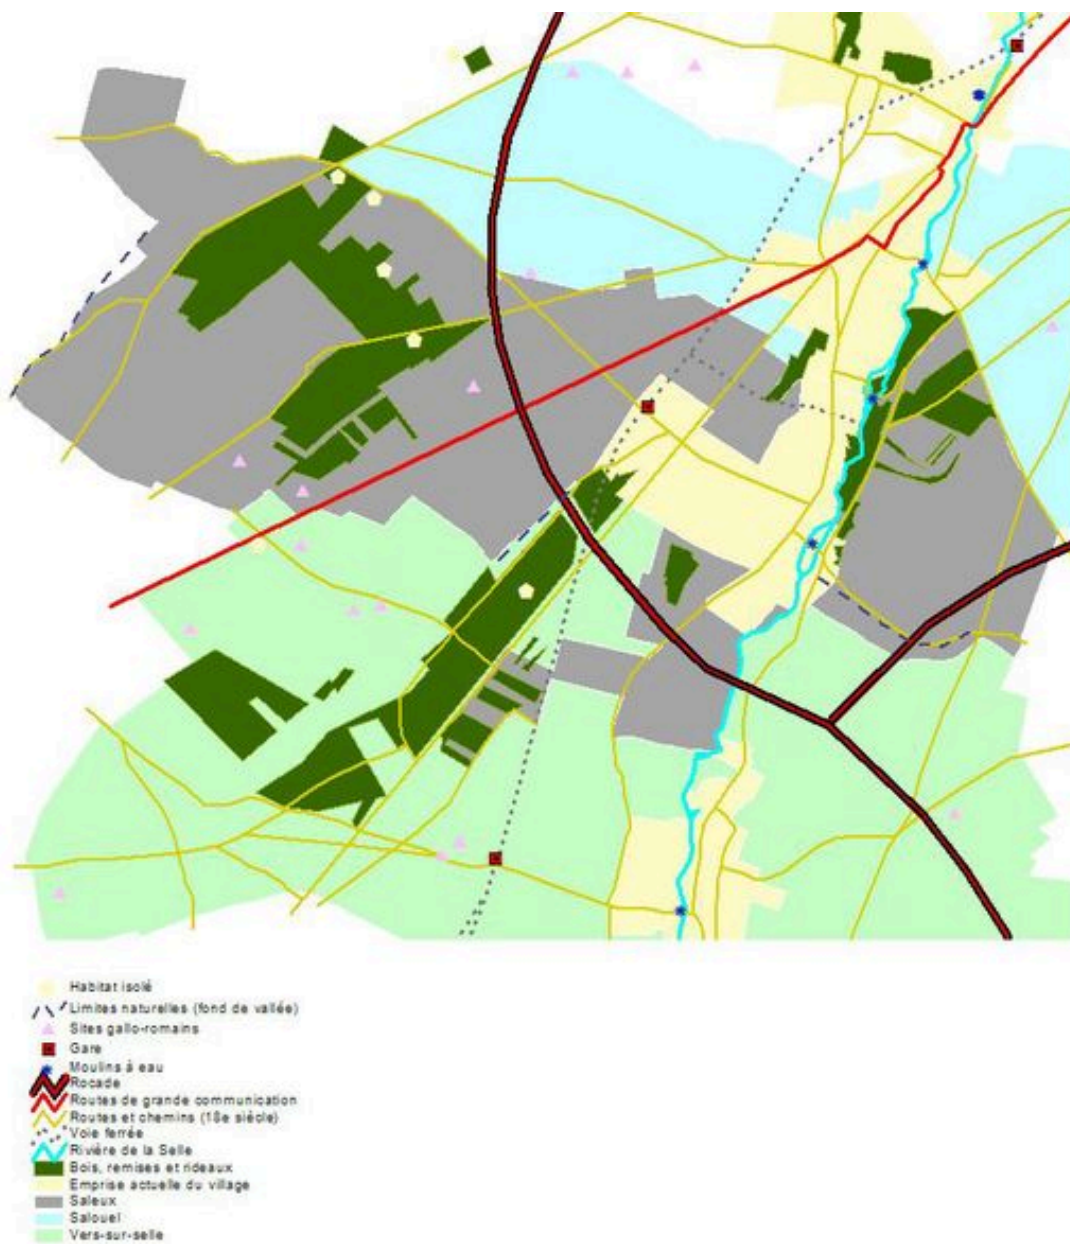 Habitat isolé
Limites naturelles (fond de vallée)
Sites gallo-romains
Gare
Moulins à eau
Rocade
Routes de grande communication
Routes et chemins (18e siècle)
Voie ferrée
Rivière de la Selle
Bois, remises et rideaux
Emprise actuelle du village
Saleux
Salouel
Vers-sur-selle